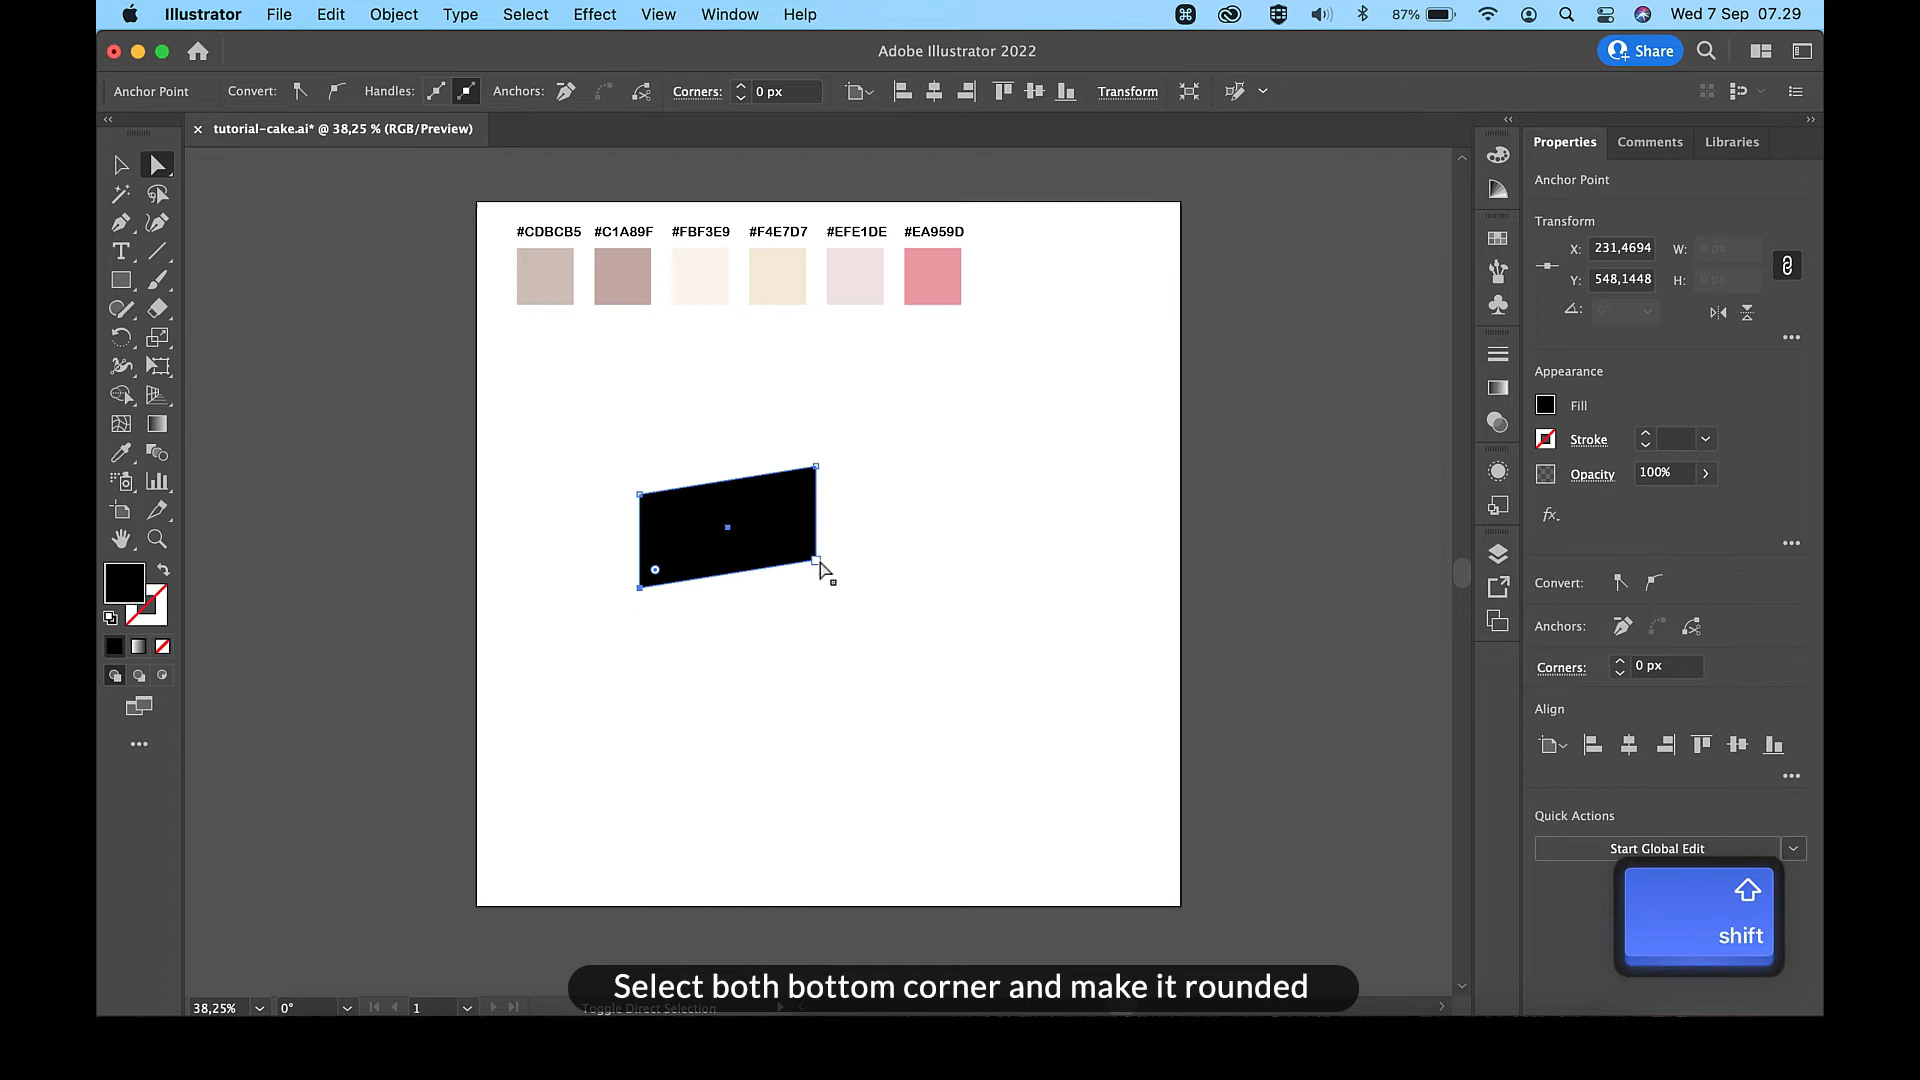 Illustrator File Edit Object Type Select Effect View Window Help 87% Wed 7 Sep 07.29
Adobe Illustrator 2022 Share
Anchor Point Convert: Handles: Anchors: Corners: 0 px Transform
tutorial-cake.ai* @ 38,25 % (RGB/Preview)
Properties Comments Libraries
Anchor Point
Transform
X: 231,4694 W: 0 px
Y: 548,1448 H: 0 px
0°
#CDBCB5 #C1A89F #FBF3E9 #F4E7D7 #EFE1DE #EA959D
Appearance
Fill
Stroke
Opacity 100%
fx.
Convert:
Anchors:
Corners: 0 px
Align
Quick Actions
Start Global Edit
shift
Select both bottom corner and make it rounded
38,25% 0° 1 Toggle Direct Selection